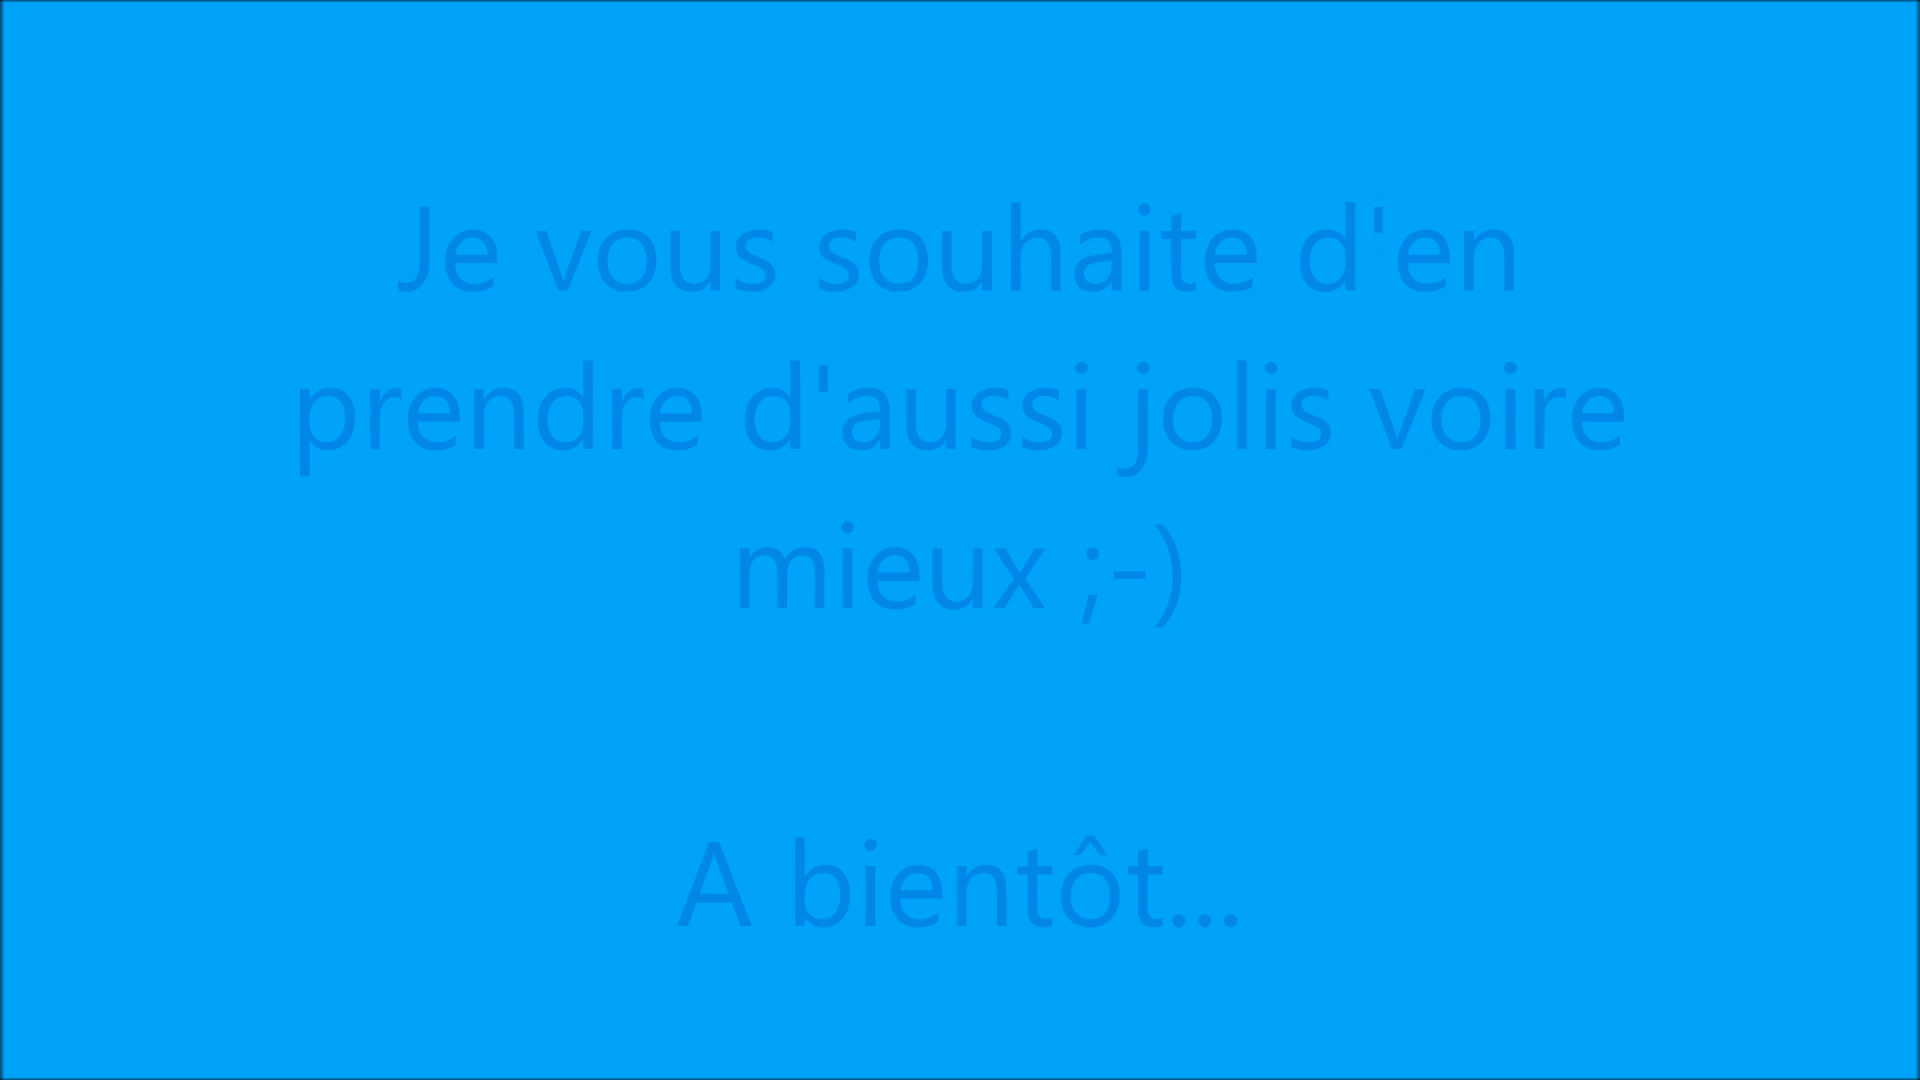 Je vous souhaite d'en
prendre d'aussi jolis voire
mieux ;-)
A bientôt...